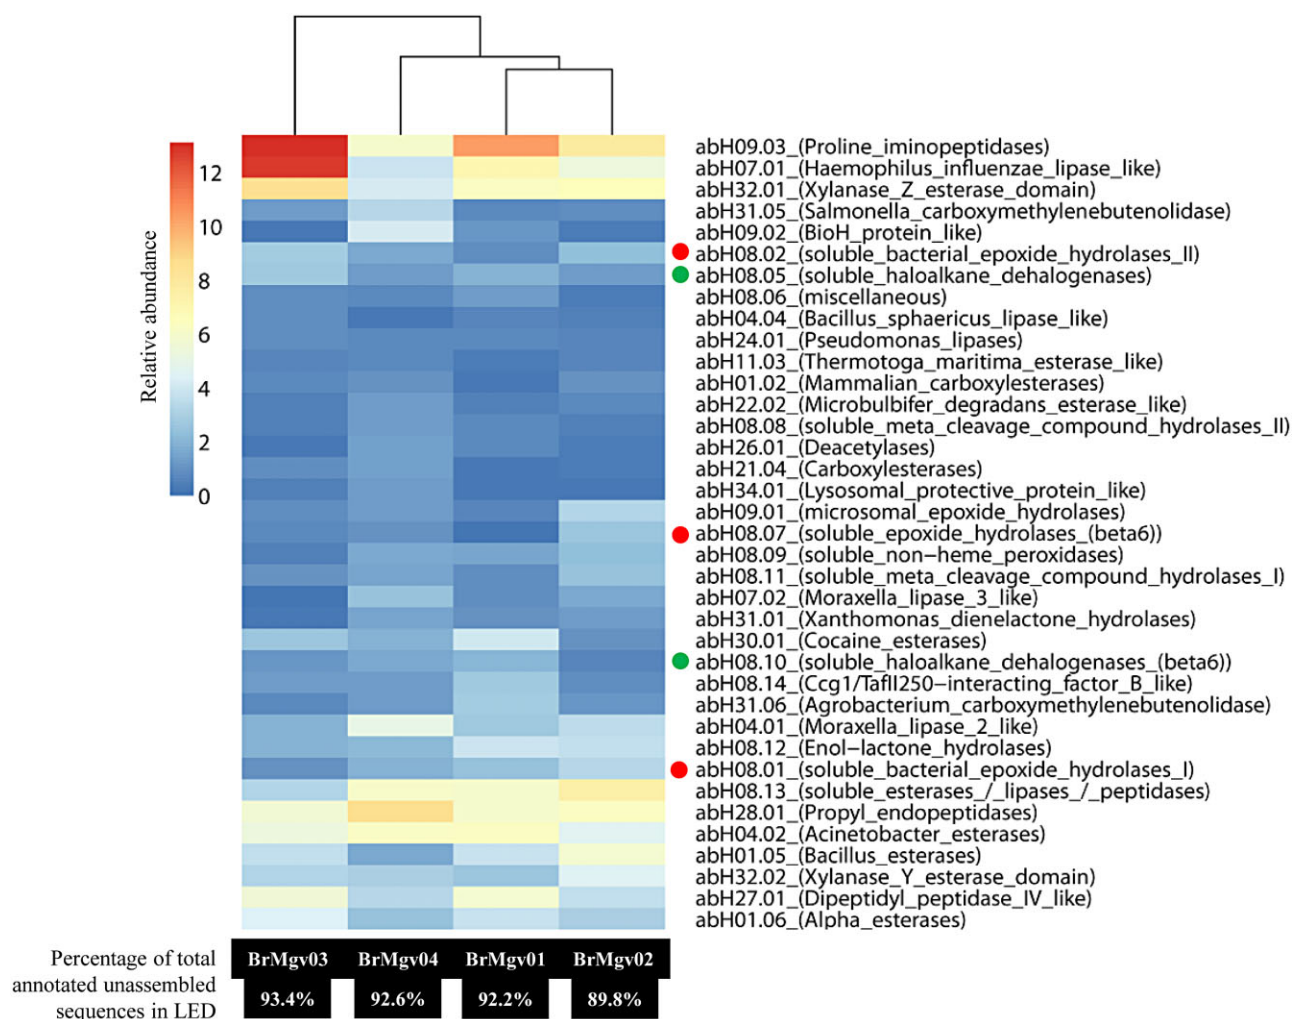 Relative abundance
12
10
8
6
4
2
0
abH09.03_(Proline_iminopeptidases)
abH07.01_(Haemophilus_influenzae_lipase_like)
abH32.01_(Xylanase_Z_esterase_domain)
abH31.05_(Salmonella_carboxymethylenebutenolidase)
abH09.02_(BioH_protein_like)
abH08.02_(soluble_bacterial_epoxide_hydrolases_II)
abH08.05_(soluble_haloalkane_dehalogenases)
abH08.06_(miscellaneous)
abH04.04_(Bacillus_sphaericus_lipase_like)
abH24.01_(Pseudomonas_lipases)
abH11.03_(Thermotoga_maritima_esterase_like)
abH01.02_(Mammalian_carboxylesterases)
abH22.02_(Microbulbifer_degradans_esterase_like)
abH08.08_(soluble_meta_cleavage_compound_hydrolases_II)
abH26.01_(Deacetylases)
abH21.04_(Carboxylesterases)
abH34.01_(Lysosomal_protective_protein_like)
abH09.01_(microsomal_epoxide_hydrolases)
abH08.07_(soluble_epoxide_hydrolases_(beta6))
abH08.09_(soluble_non−heme_peroxidases)
abH08.11_(soluble_meta_cleavage_compound_hydrolases_I)
abH07.02_(Moraxella_lipase_3_like)
abH31.01_(Xanthomonas_dienelactone_hydrolases)
abH30.01_(Cocaine_esterases)
abH08.10_(soluble_haloalkane_dehalogenases_(beta6))
abH08.14_(Ccg1/TafII250−interacting_factor_B_like)
abH31.06_(Agrobacterium_carboxymethylenebutenolidase)
abH04.01_(Moraxella_lipase_2_like)
abH08.12_(Enol−lactone_hydrolases)
abH08.01_(soluble_bacterial_epoxide_hydrolases_I)
abH08.13_(soluble_esterases_/_lipases_/_peptidases)
abH28.01_(Propyl_endopeptidases)
abH04.02_(Acinetobacter_esterases)
abH01.05_(Bacillus_esterases)
abH32.02_(Xylanase_Y_esterase_domain)
abH27.01_(Dipeptidyl_peptidase_IV_like)
abH01.06_(Alpha_esterases)
Percentage of total
annotated unassembled
sequences in LED
BrMgv03 BrMgv04 BrMgv01 BrMgv02
93.4% 92.6% 92.2% 89.8%